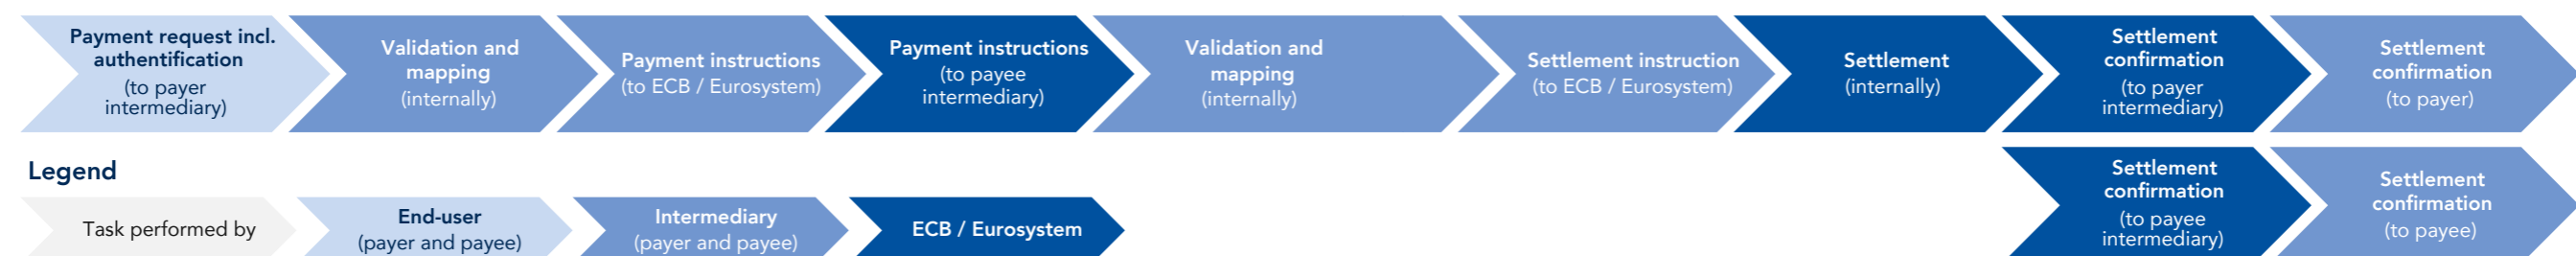 Payment request incl.
authentification
(to payer
intermediary)
Validation and
mapping
(internally)
Payment instructions
(to ECB / Eurosystem)
Payment instructions
(to payee
intermediary)
Validation and
mapping
(internally)
Settlement instruction
(to ECB / Eurosystem)
Settlement
(internally)
Settlement
confirmation
(to payer
intermediary)
Settlement
confirmation
(to payer)
Settlement
confirmation
(to payee
intermediary)
Settlement
confirmation
(to payee)
Legend
Task performed by
End-user
(payer and payee)
Intermediary
(payer and payee)
ECB / Eurosystem